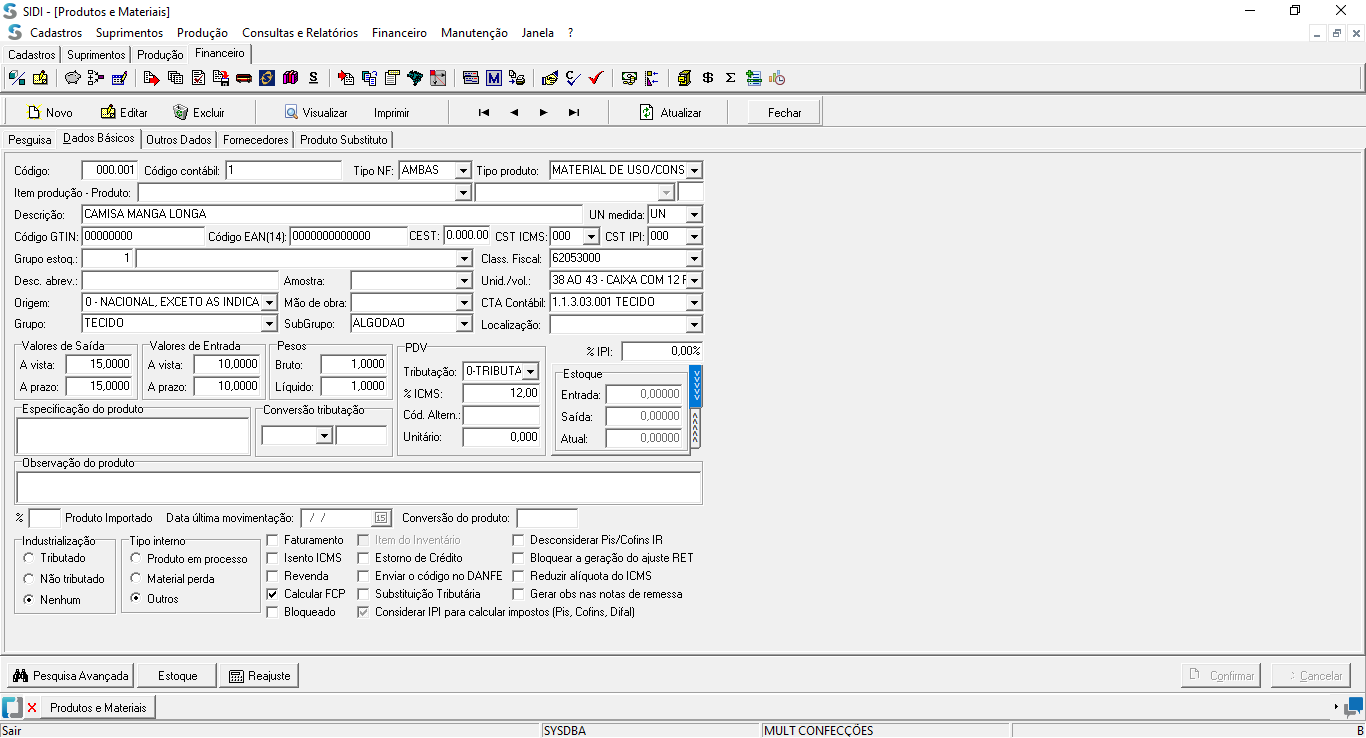 SIDI - [Produtos e Materiais]
Cadastros Suprimentos Produção Consultas e Relatórios Financeiro Manutenção Janela ?
Cadastros Suprimentos Produção Financeiro
Novo Editar Excluir Visualizar Imprimir Atualizar Fechar
Pesquisa Dados Básicos Outros Dados Fornecedores Produto Substituto
Código: 000.001 Código contábil: 1 Tipo NF: AMBAS Tipo produto: MATERIAL DE USO/CONS
Item produção - Produto:
Descrição: CAMISA MANGA LONGA UN medida: UN
Código GTIN: 00000000 Código EAN(14): 0000000000000 CEST: 0.000.00 CST ICMS: 000 CST IPI: 000
Grupo estoq.: 1 Class. Fiscal: 62053000
Desc. abrev.: Amostra: Unid./vol.: 38 AO 43 - CAIXA COM 12 F
Origem: 0 - NACIONAL, EXCETO AS INDICA Mão de obra: CTA Contábil: 1.1.3.03.001 TECIDO
Grupo: TECIDO SubGrupo: ALGODAO Localização:
Valores de Saída Valores de Entrada Pesos PDV % IPI: 0,00%
A vista: 15,0000 A vista: 10,0000 Bruto: 1,0000 Tributação: 0-TRIBUTA Estoque
A prazo: 15,0000 A prazo: 10,0000 Líquido: 1,0000 % ICMS: 12,00 Entrada: 0,00000
Especificação do produto Conversão tributação Cód. Altern.: Saída: 0,00000
Unitário: 0,000 Atual: 0,00000
Observação do produto
% Produto Importado Data última movimentação: / / 15 Conversão do produto:
Industrialização Tipo interno Faturamento Item do Inventário Desconsiderar Pis/Cofins IR
Tributado Produto em processo Isento ICMS Estorno de Crédito Bloquear a geração do ajuste RET
Não tributado Material perda Revenda Enviar o código no DANFE Reduzir alíquota do ICMS
Nenhum Outros Calcular FCP Substituição Tributária Gerar obs nas notas de remessa
Bloqueado Considerar IPI para calcular impostos (Pis, Cofins, Difal)
Pesquisa Avançada Estoque Reajuste Confirmar Cancelar
Produtos e Materiais
Sair SYSDBA MULT CONFECÇÕES B